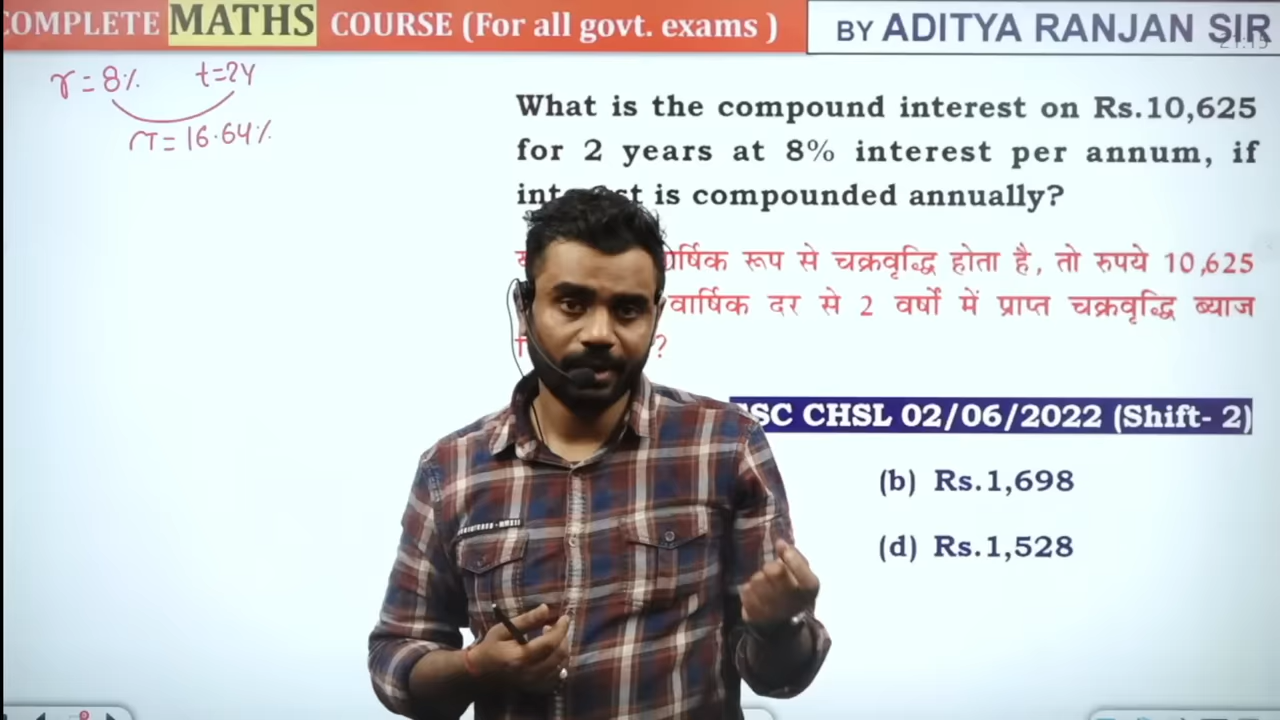 COMPLETE MATHS COURSE (For all govt. exams )
BY ADITYA RANJAN SIR
21:15
r = 8% t=2Y
r = 16.64%
What is the compound interest on Rs.10,625
for 2 years at 8% interest per annum, if
is compounded annually?
रूप से चक्रवृद्धि होता है, तो रुपये 10,625
वार्षिक दर से 2 वर्षों में प्राप्त चक्रवृद्धि ब्याज
?
SSC CHSL 02/06/2022 (Shift- 2)
(b) Rs.1,698
(d) Rs.1,528